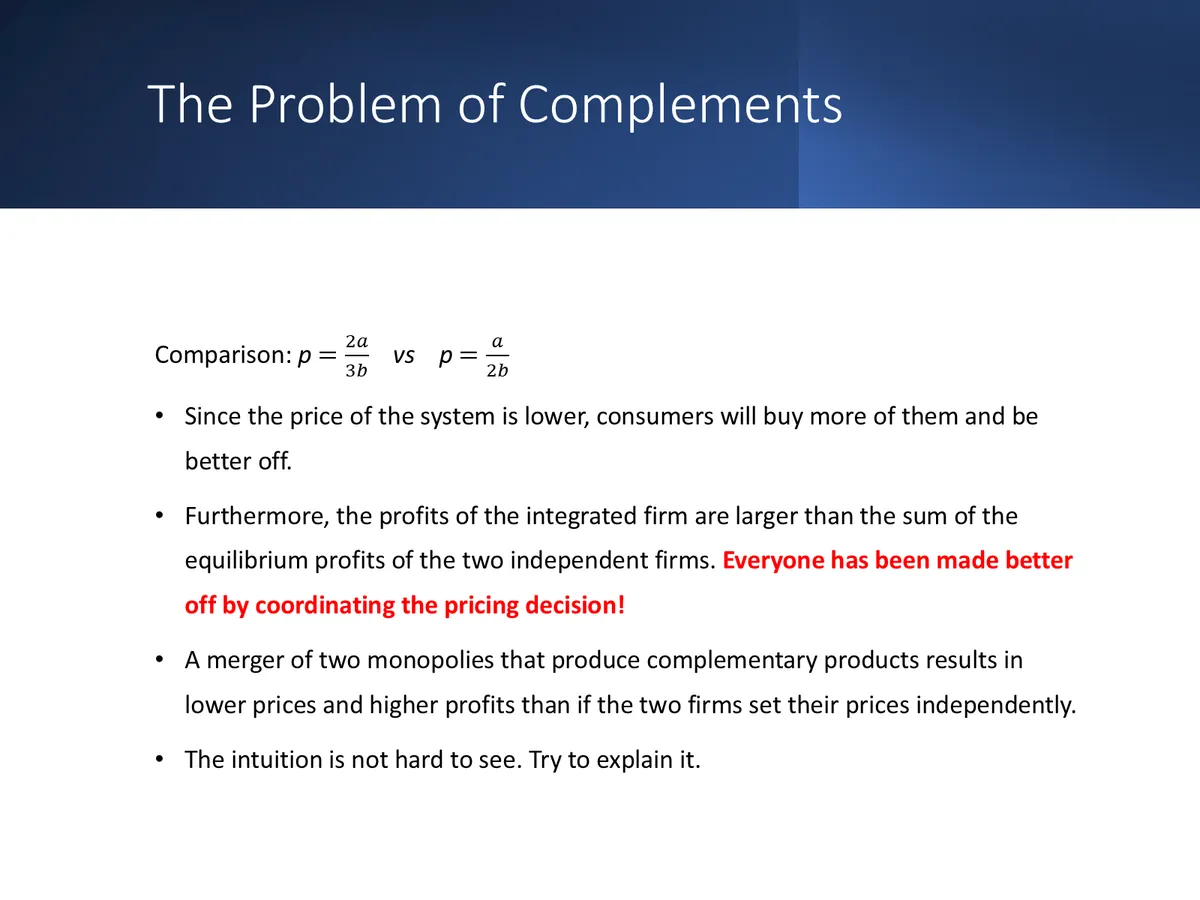 The Problem of Complements
Comparison: p = 2a/3b vs p = a/2b
• Since the price of the system is lower, consumers will buy more of them and be
better off.
• Furthermore, the profits of the integrated firm are larger than the sum of the
equilibrium profits of the two independent firms. Everyone has been made better
off by coordinating the pricing decision!
• A merger of two monopolies that produce complementary products results in
lower prices and higher profits than if the two firms set their prices independently.
• The intuition is not hard to see. Try to explain it.